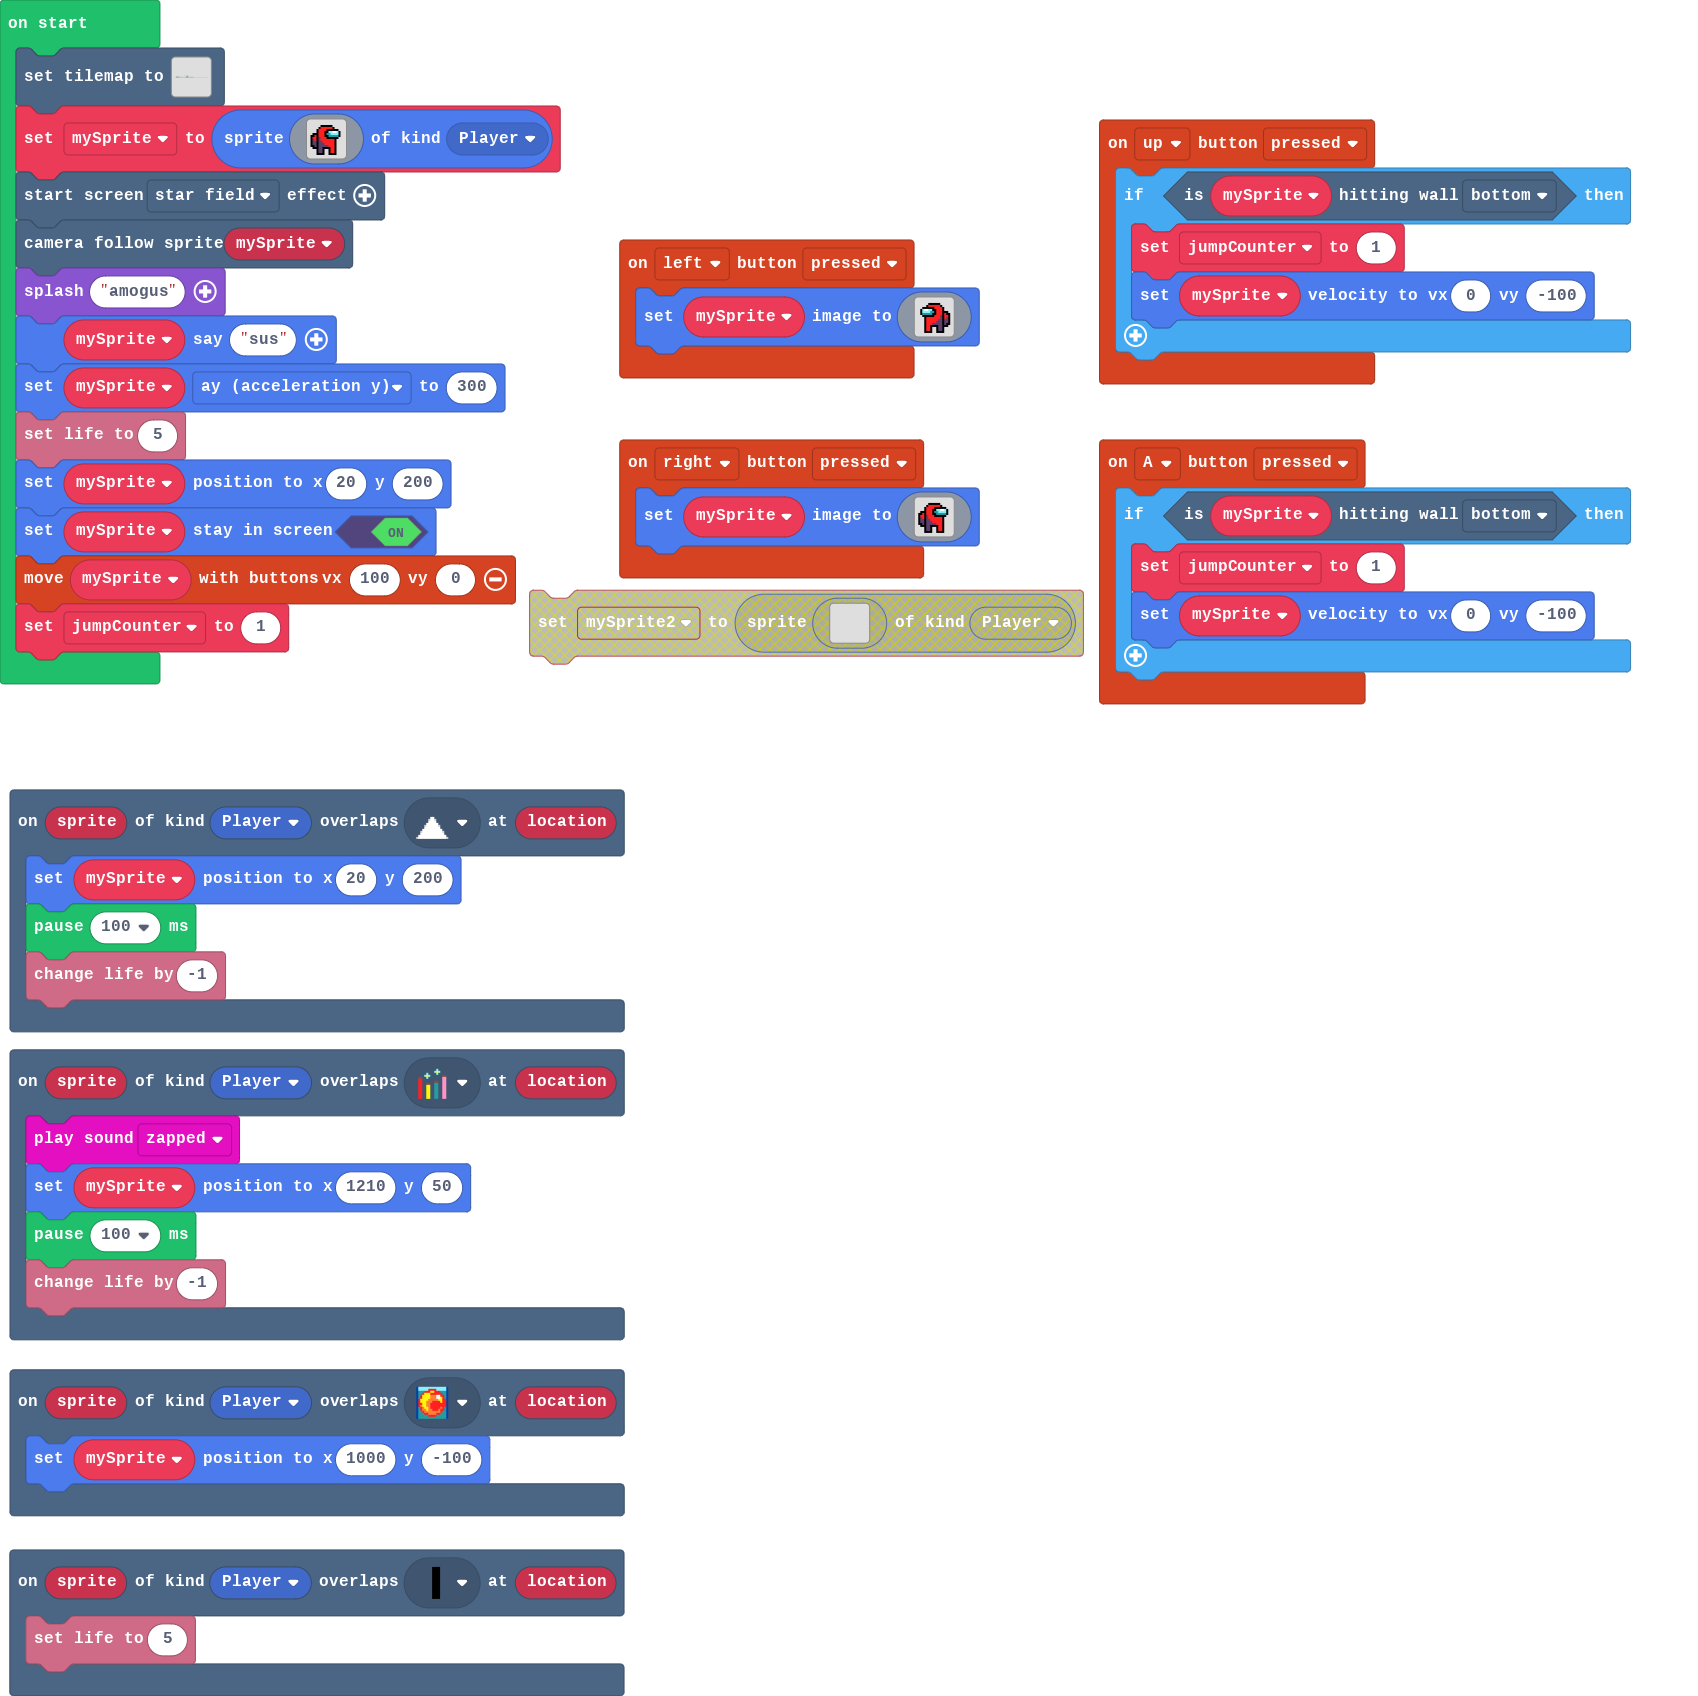 on start
set tilemap to
set mySprite to sprite of kind Player
start screen star field effect
camera follow sprite mySprite
splash "amogus"
mySprite say "sus"
set mySprite ay (acceleration y) to 300
set life to 5
set mySprite position to x 20 y 200
set mySprite stay in screen ON
move mySprite with buttons vx 100 vy 0
set jumpCounter to 1
on left button pressed
set mySprite image to
on right button pressed
set mySprite image to
set mySprite2 to sprite of kind Player
on up button pressed
if is mySprite hitting wall bottom then
set jumpCounter to 1
set mySprite velocity to vx 0 vy -100
on A button pressed
if is mySprite hitting wall bottom then
set jumpCounter to 1
set mySprite velocity to vx 0 vy -100
on sprite of kind Player overlaps at location
set mySprite position to x 20 y 200
pause 100 ms
change life by -1
on sprite of kind Player overlaps at location
play sound zapped
set mySprite position to x 1210 y 50
pause 100 ms
change life by -1
on sprite of kind Player overlaps at location
set mySprite position to x 1000 y -100
on sprite of kind Player overlaps at location
set life to 5